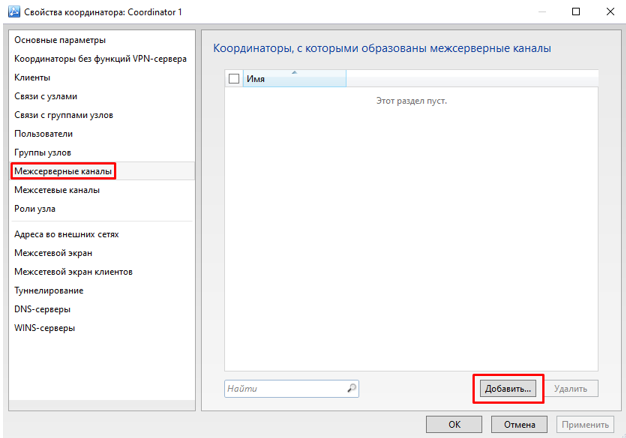 Свойства координатора: Coordinator 1
Основные параметры
Координаторы без функций VPN-сервера
Клиенты
Связи с узлами
Связи с группами узлов
Пользователи
Группы узлов
Межсерверные каналы
Межсетевые каналы
Роли узла
Адреса во внешних сетях
Межсетевой экран
Межсетевой экран клиентов
Туннелирование
DNS-серверы
WINS-серверы
Координаторы, с которыми образованы межсерверные каналы
Имя
Этот раздел пуст.
Найти
Добавить...
Удалить
ОК
Отмена
Применить